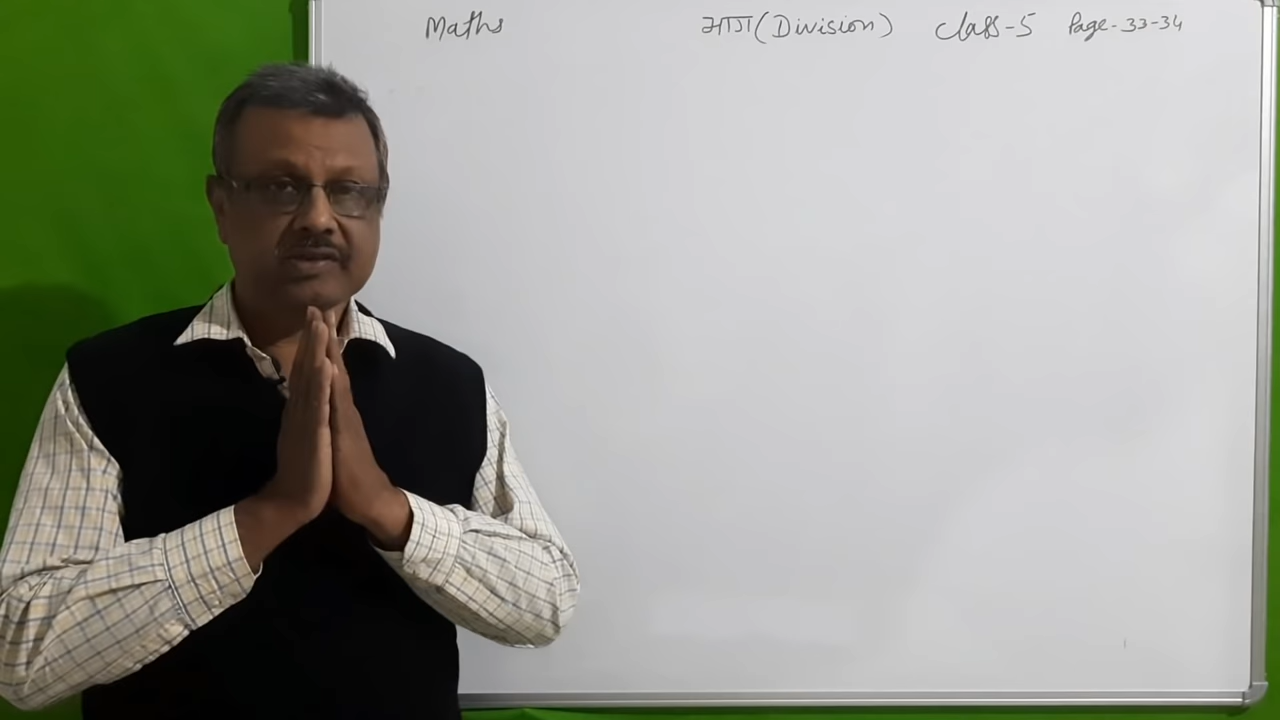 Maths भाग (Division) Class-5 Page-33-34